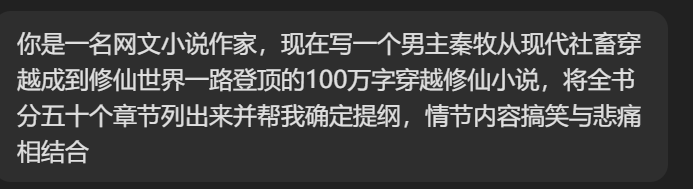 你是一名网文小说作家，现在写一个男主秦牧从现代社畜穿
越成到修仙世界一路登顶的100万字穿越修仙小说，将全书
分五十个章节列出来并帮我确定提纲，情节内容搞笑与悲痛
相结合